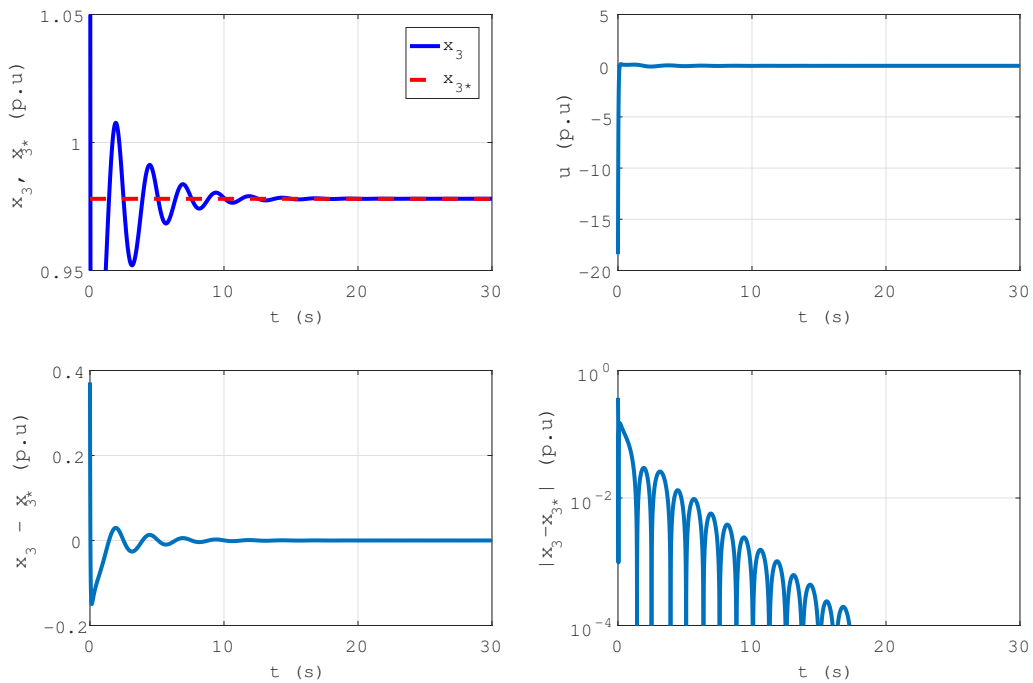 1.05
1
0.95
x₃, x₃* (p.u)
x₃
x₃*
0 10 20 30
t (s)
5
0
−5
−10
−15
−20
u (p.u)
0 10 20 30
t (s)
0.4
0.2
0
−0.2
x₃ − x₃* (p.u)
0 10 20 30
t (s)
10⁰
10⁻²
10⁻⁴
|x₃−x₃*| (p.u)
0 10 20 30
t (s)